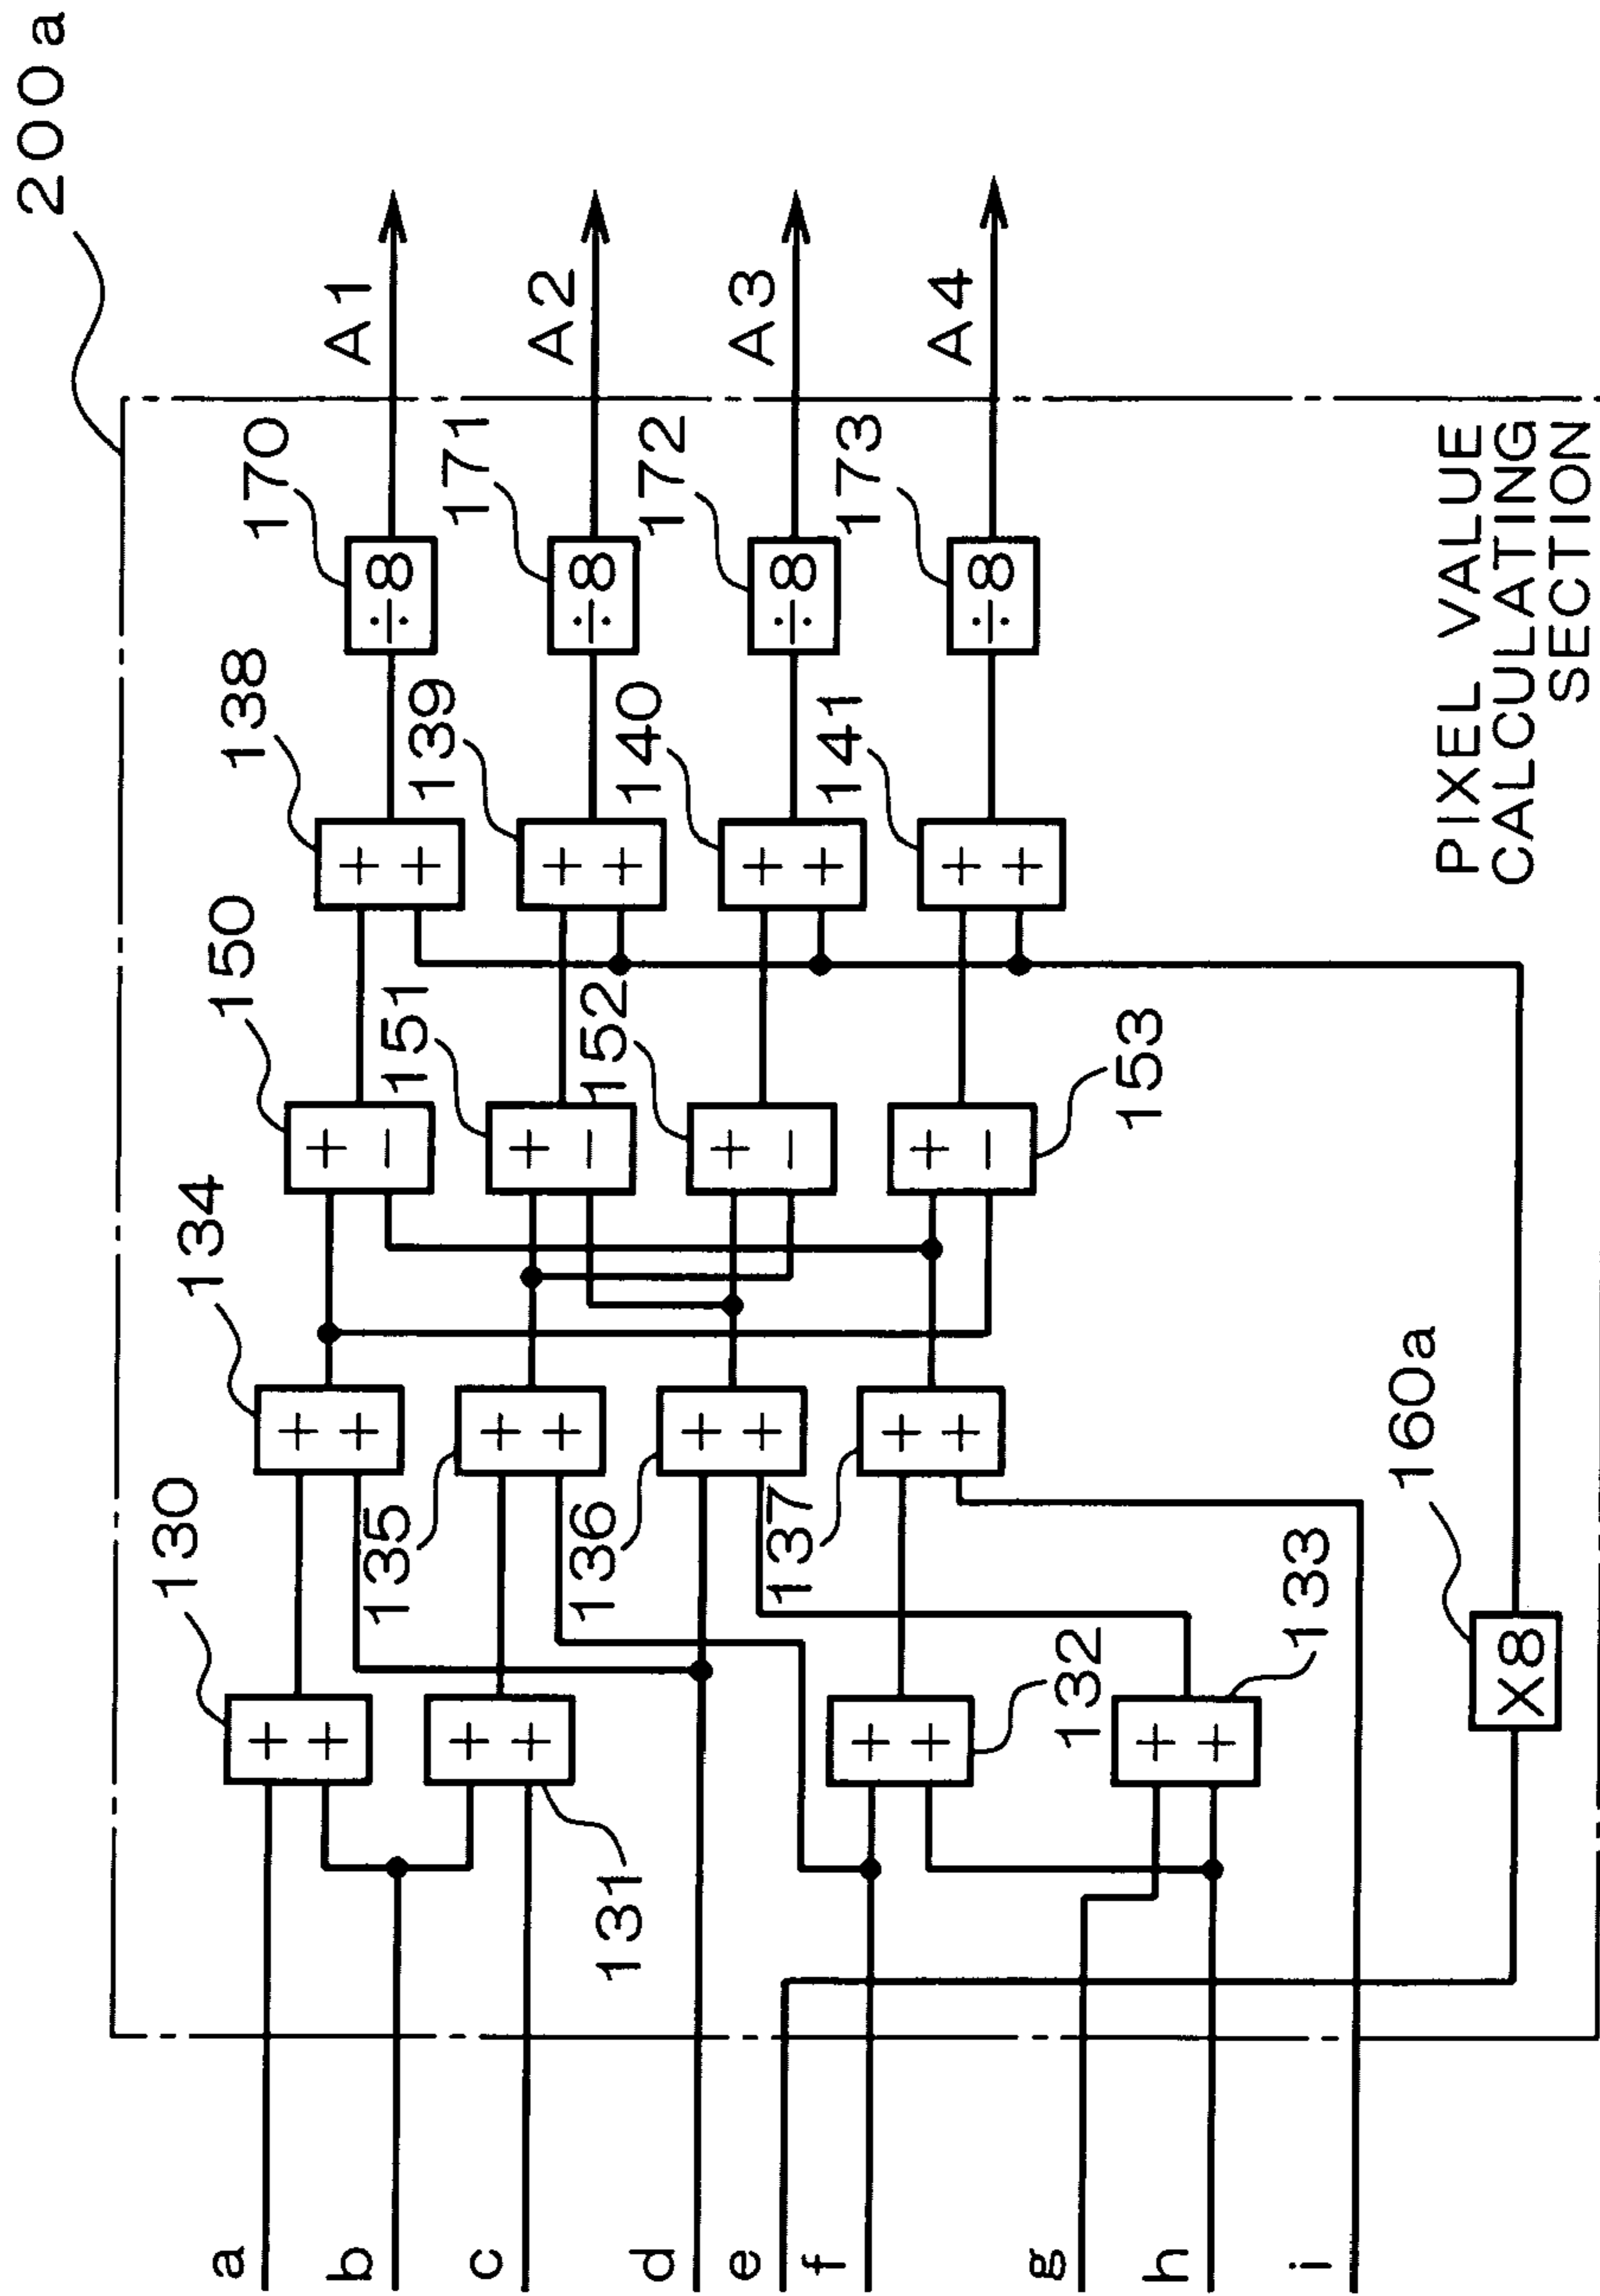 200a
a
b
c
d
e
f
g
h
i
130
+
+
131
+
+
132
+
+
133
+
+
134
+
+
135
+
+
136
+
+
137
+
+
150
+
−
151
+
−
152
+
−
153
+
−
138
+
+
139
+
+
140
+
+
141
+
+
160a
X8
170
÷8
171
÷8
172
÷8
173
÷8
A1
A2
A3
A4
PIXEL VALUE
CALCULATING
SECTION